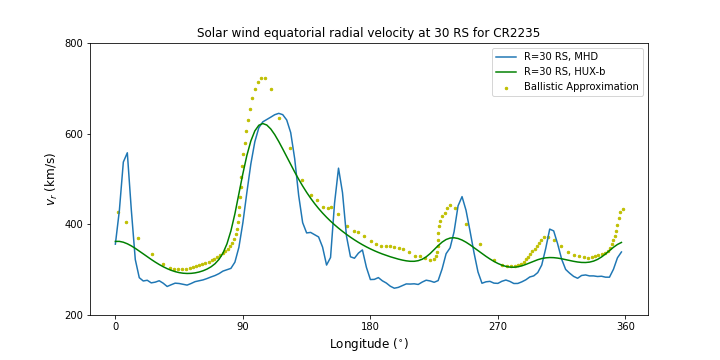 Solar wind equatorial radial velocity at 30 RS for CR2235
800
600
400
200
v_r (km/s)
R=30 RS, MHD
R=30 RS, HUX-b
Ballistic Approximation
0
90
180
270
360
Longitude (°)